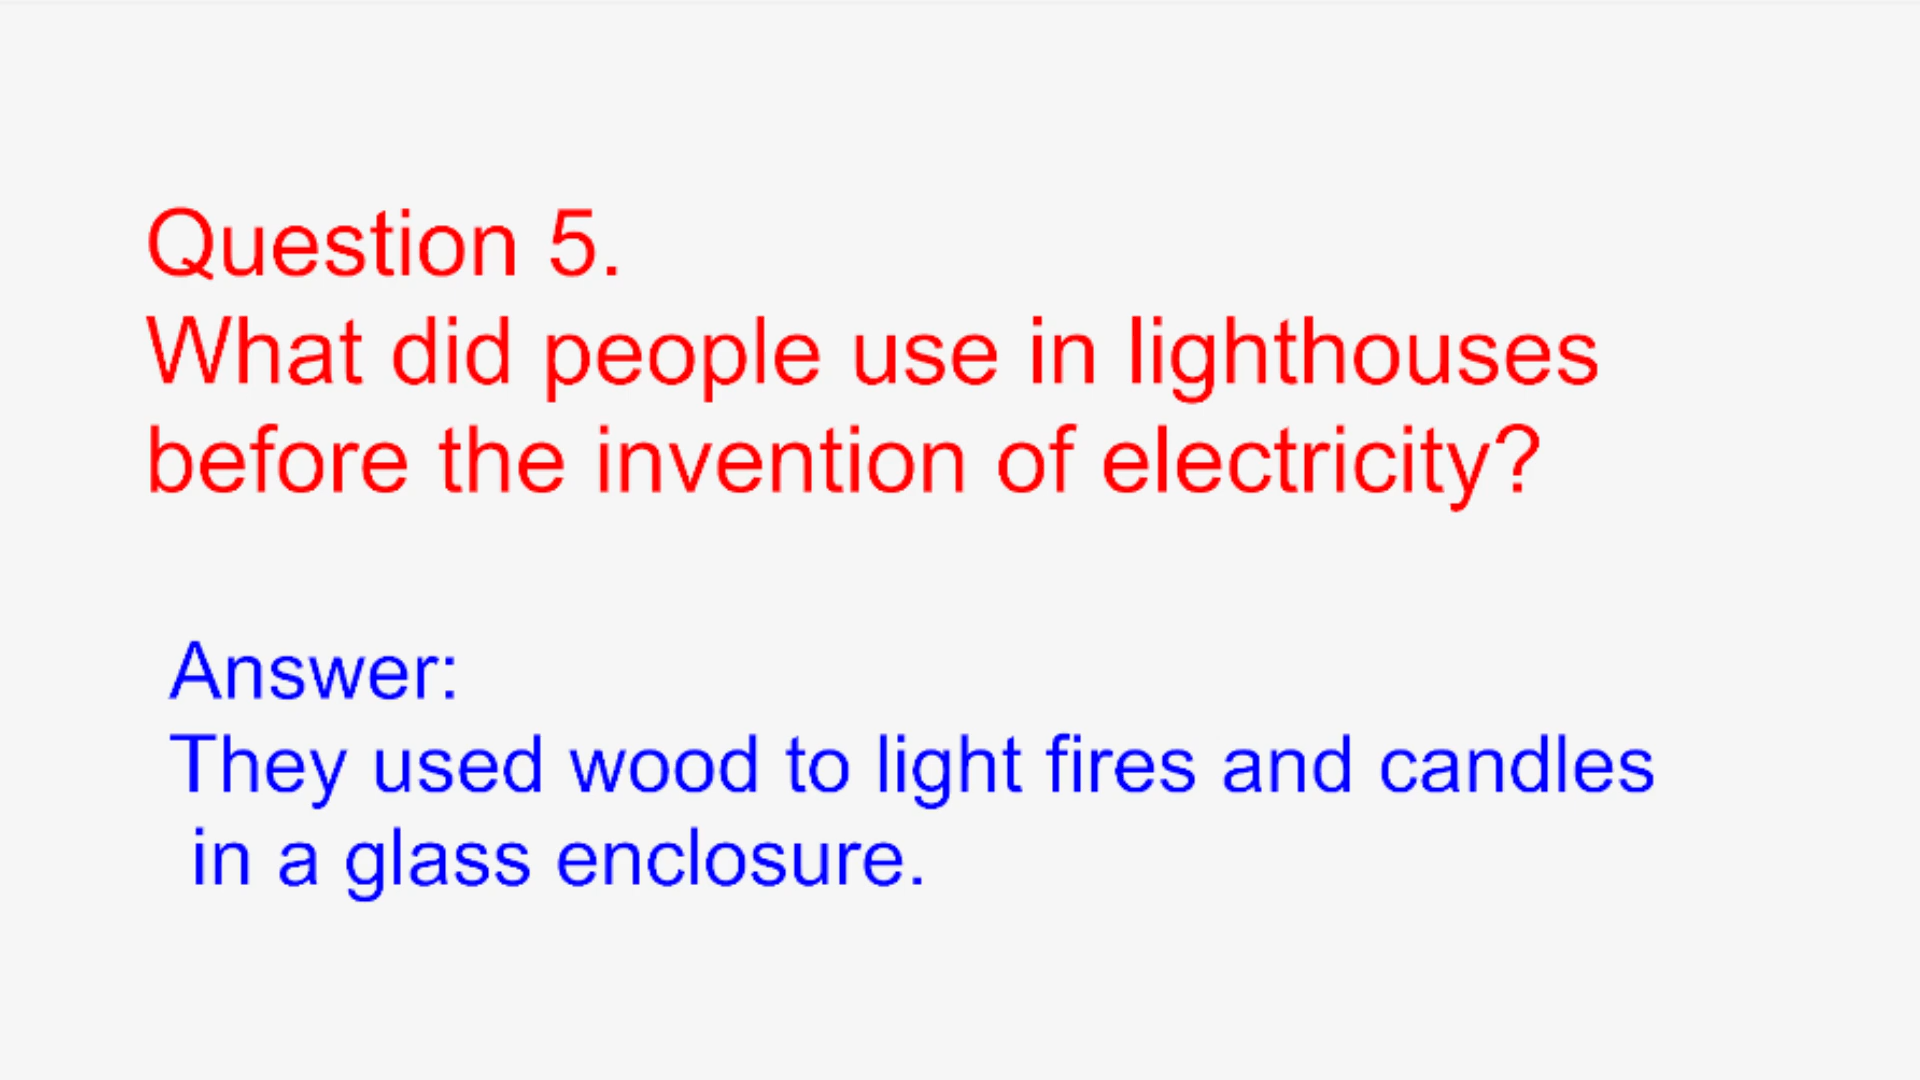 Question 5.
What did people use in lighthouses
before the invention of electricity?
Answer:
They used wood to light fires and candles
in a glass enclosure.